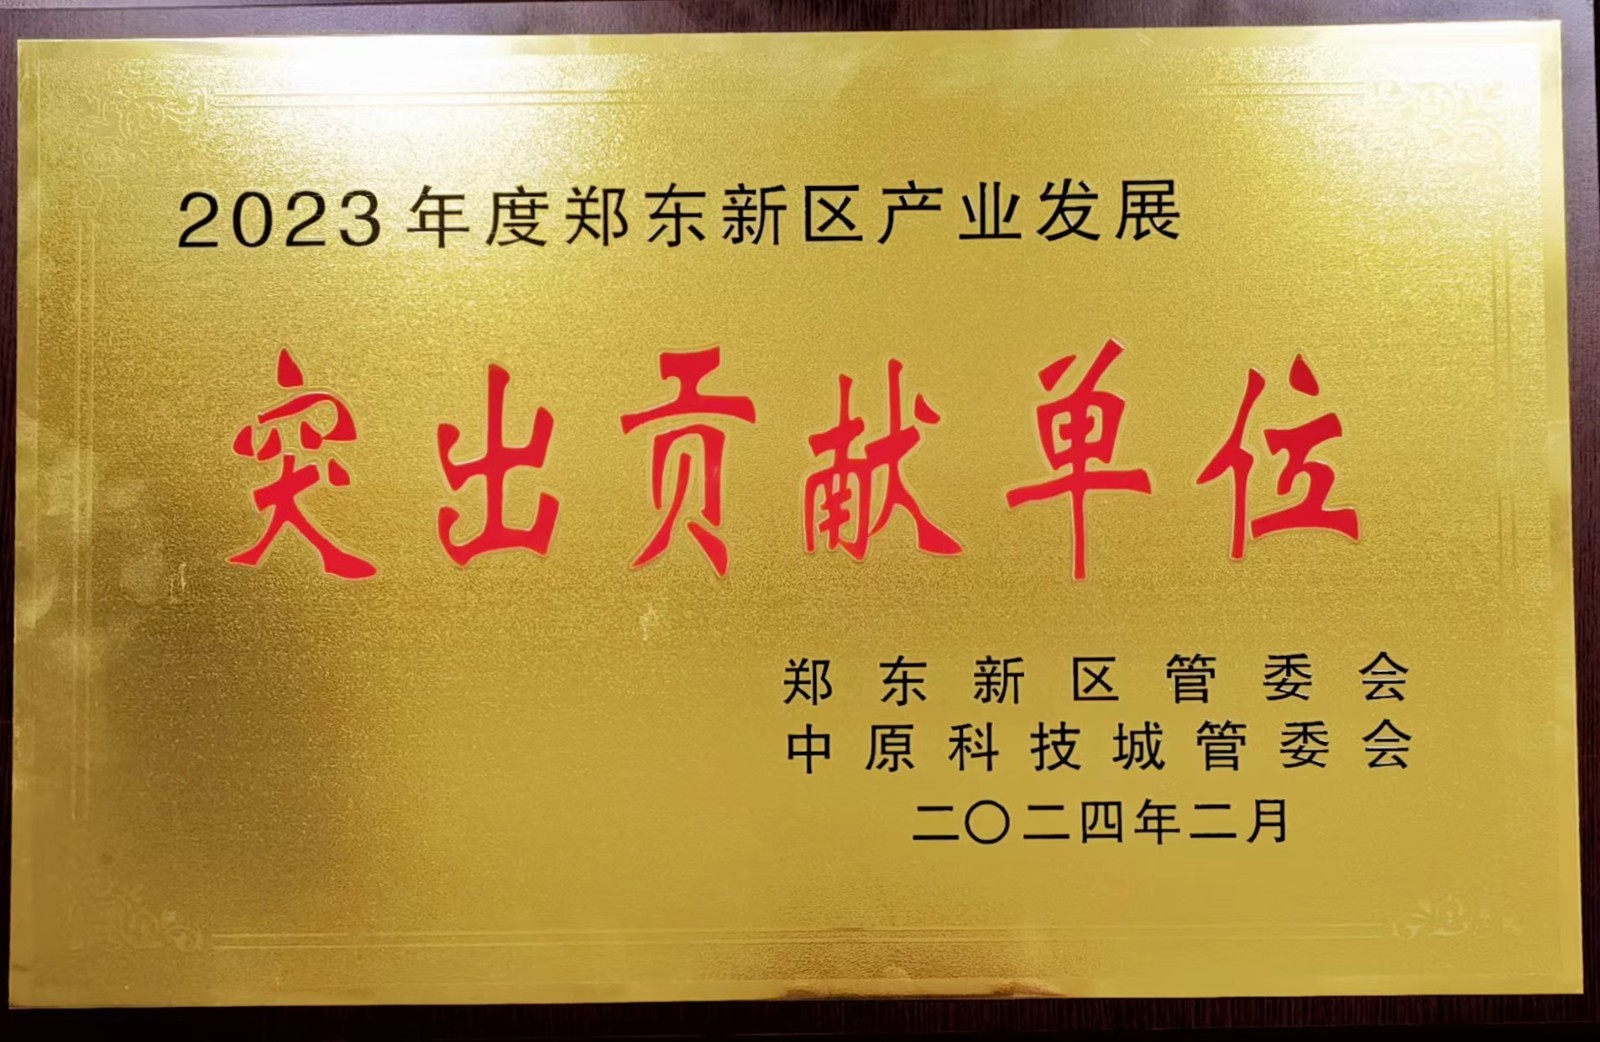 2023年度郑东新区产业发展
突出贡献单位
郑东新区管委会
中原科技城管委会
二〇二四年二月